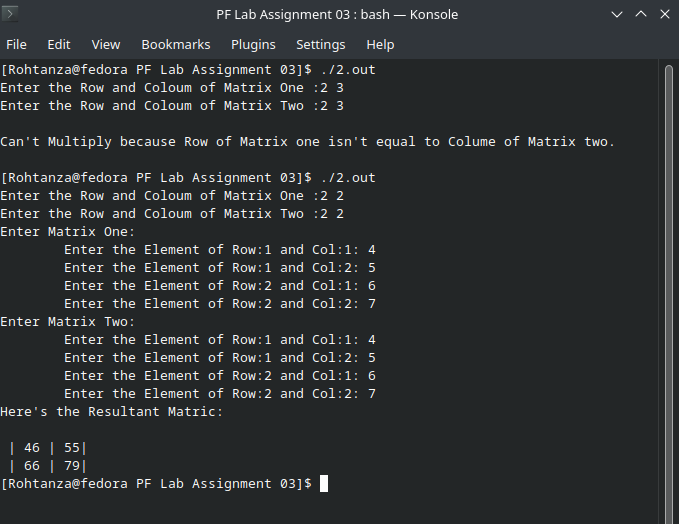 PF Lab Assignment 03 : bash — Konsole
File Edit View Bookmarks Plugins Settings Help
[Rohtanza@fedora PF Lab Assignment 03]$ ./2.out
Enter the Row and Coloum of Matrix One :2 3
Enter the Row and Coloum of Matrix Two :2 3
Can't Multiply because Row of Matrix one isn't equal to Colume of Matrix two.
[Rohtanza@fedora PF Lab Assignment 03]$ ./2.out
Enter the Row and Coloum of Matrix One :2 2
Enter the Row and Coloum of Matrix Two :2 2
Enter Matrix One:
Enter the Element of Row:1 and Col:1: 4
Enter the Element of Row:1 and Col:2: 5
Enter the Element of Row:2 and Col:1: 6
Enter the Element of Row:2 and Col:2: 7
Enter Matrix Two:
Enter the Element of Row:1 and Col:1: 4
Enter the Element of Row:1 and Col:2: 5
Enter the Element of Row:2 and Col:1: 6
Enter the Element of Row:2 and Col:2: 7
Here's the Resultant Matric:
| 46 | 55|
| 66 | 79|
[Rohtanza@fedora PF Lab Assignment 03]$